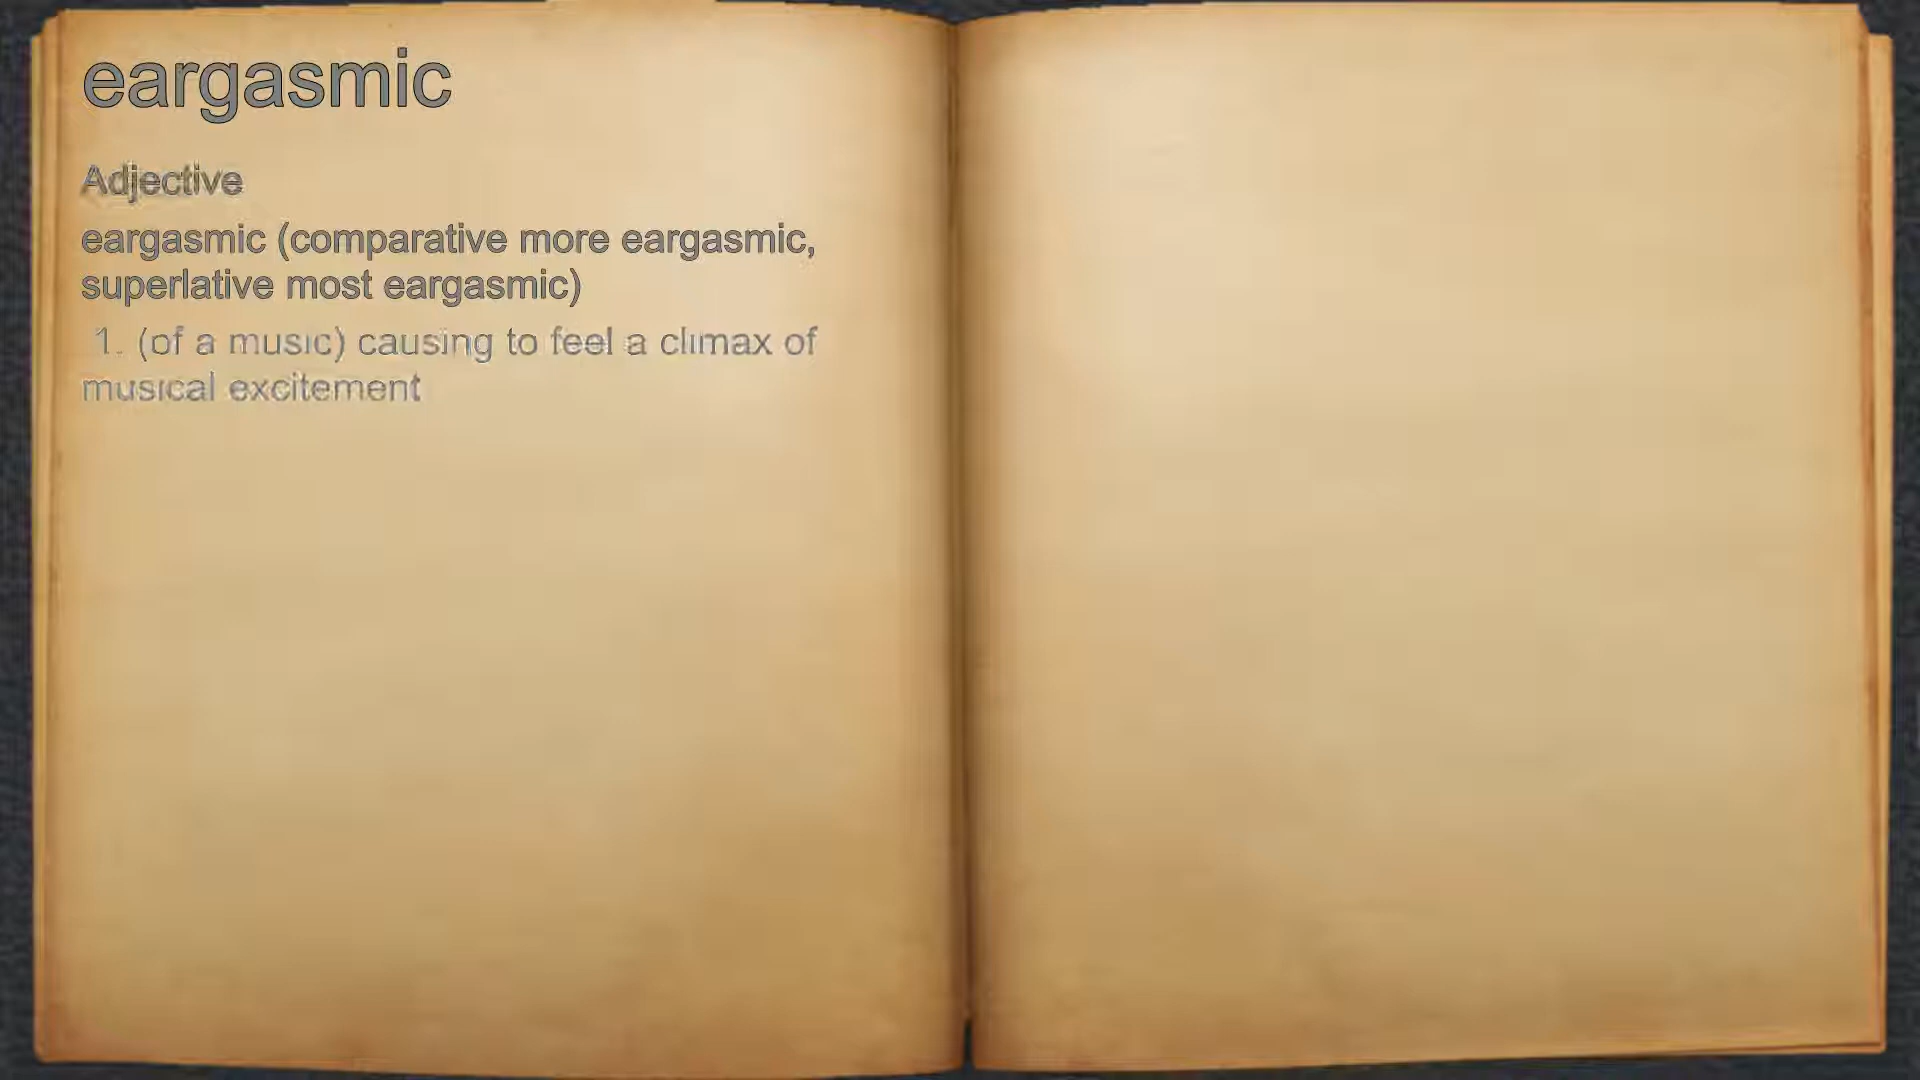 eargasmic
Adjective
eargasmic (comparative more eargasmic,
superlative most eargasmic)
1. (of a music) causing to feel a climax of
musical excitement